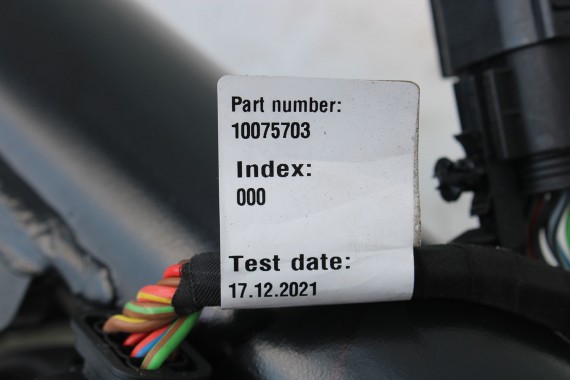 Part number:
10075703
Index:
000
Test date:
17.12.2021